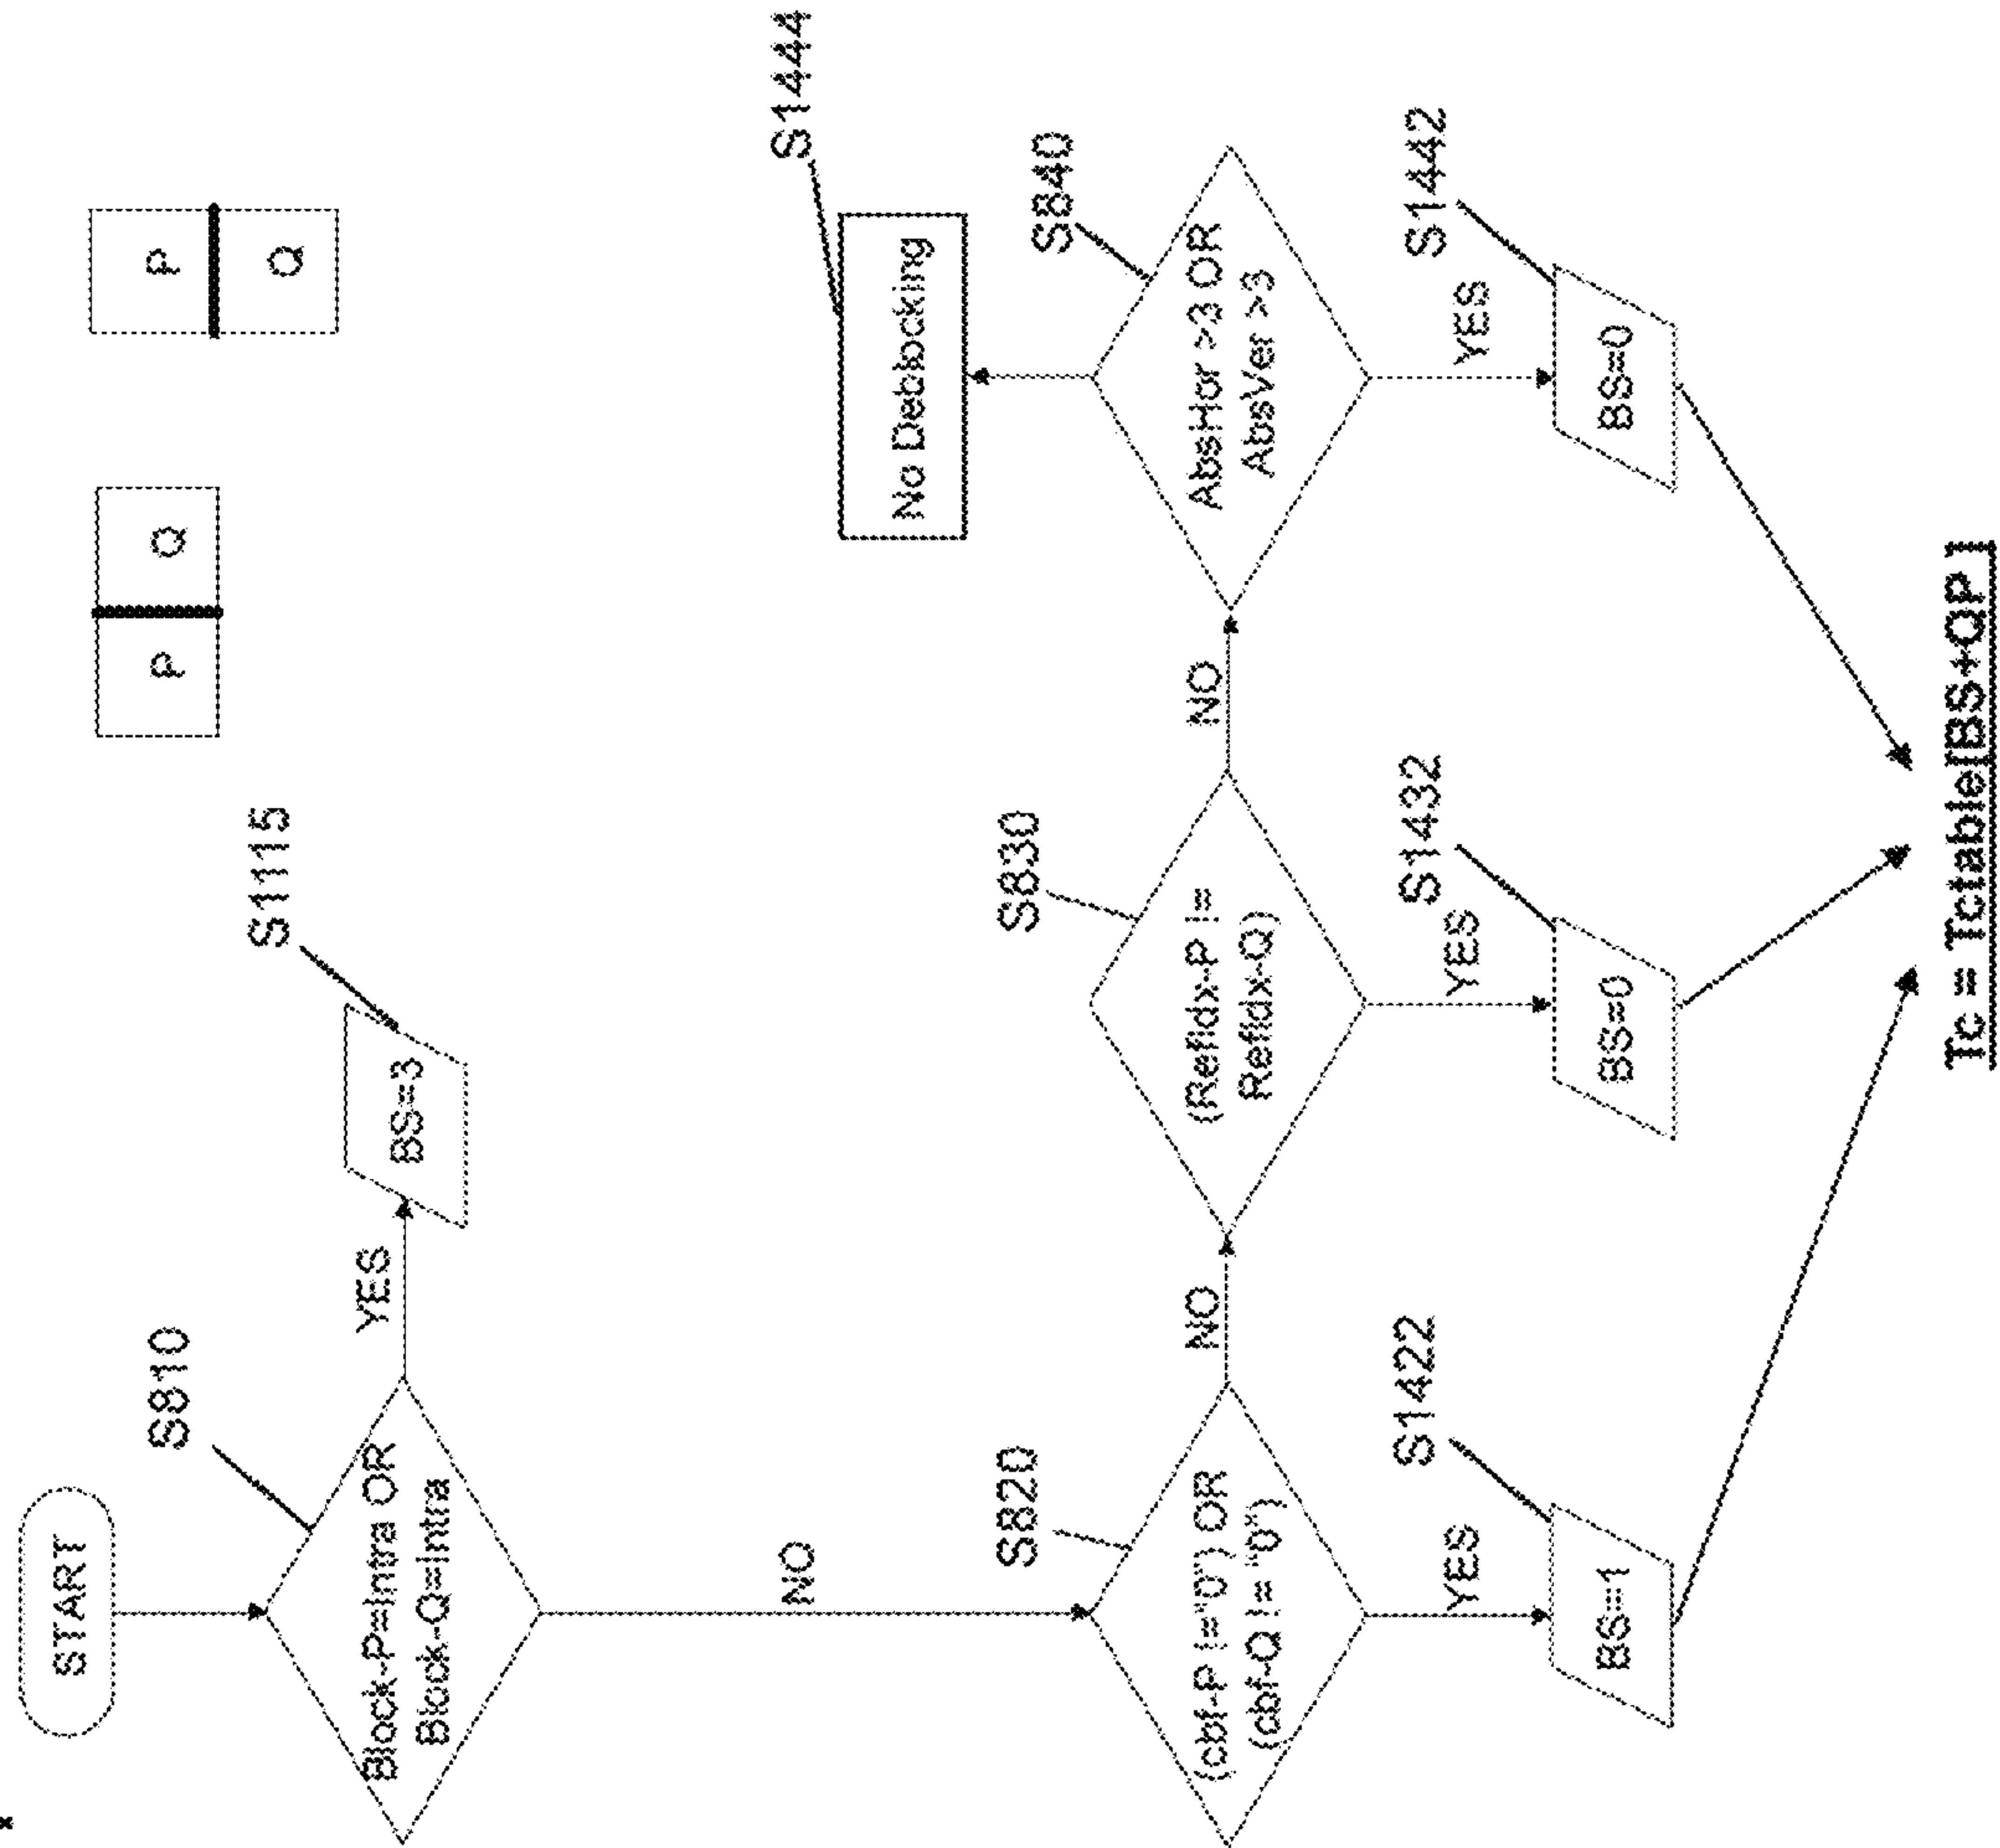 START
S810
Block-P=Intra OR
Block-Q=Intra
YES
S1115
BS=3
P
Q
P
Q
NO
S820
(cbf-P !="0") OR
(cbf-Q != "0")
NO
S830
(RefIdx-P !=
RefIdx-Q)
NO
S840
AbsHor >3 OR
AbsVer >3
S1444
No Deblocking
YES
S1422
BS=1
YES
S1432
BS=0
YES
S1442
BS=0
Tc = Tctable[BS+QP ]